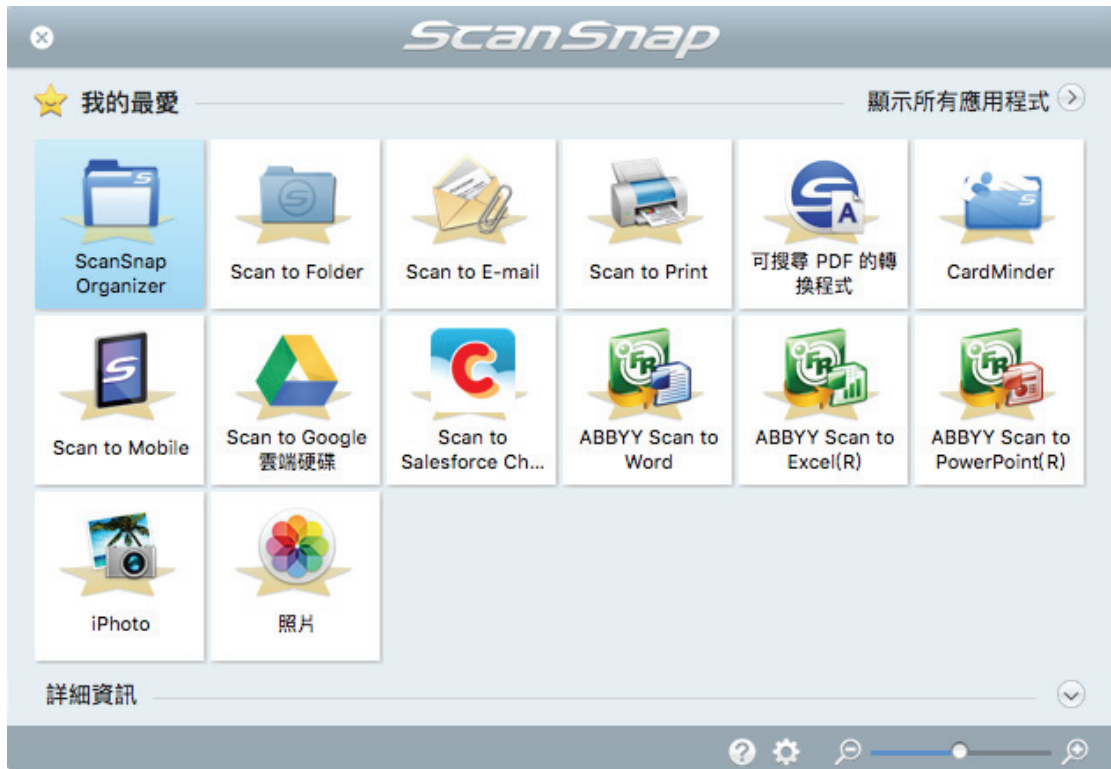 ScanSnap
我的最愛
顯示所有應用程式
ScanSnap
Organizer
Scan to Folder
Scan to E-mail
Scan to Print
可搜尋 PDF 的轉
換程式
CardMinder
Scan to Mobile
Scan to Google
雲端硬碟
Scan to
Salesforce Ch...
ABBYY Scan to
Word
ABBYY Scan to
Excel(R)
ABBYY Scan to
PowerPoint(R)
iPhoto
照片
詳細資訊